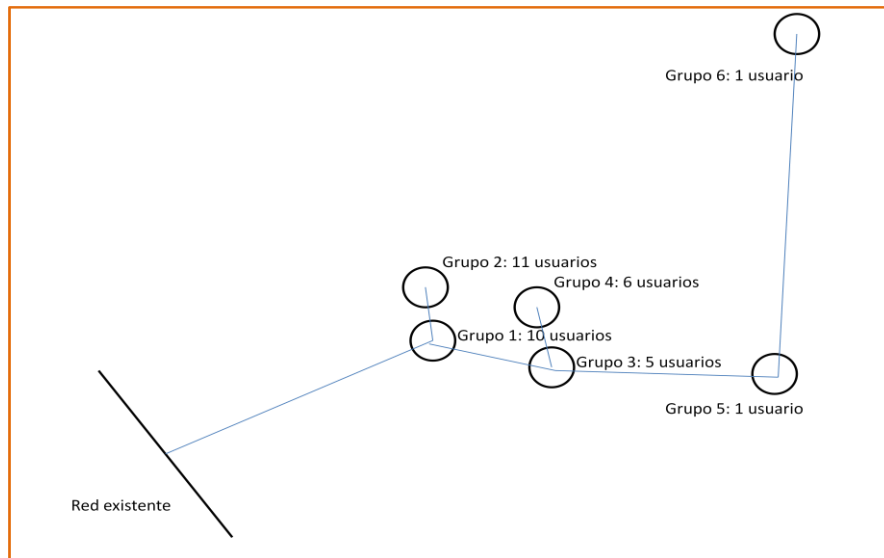 Grupo 6: 1 usuario
Grupo 2: 11 usuarios
Grupo 4: 6 usuarios
Grupo 1: 10 usuarios
Grupo 3: 5 usuarios
Grupo 5: 1 usuario
Red existente